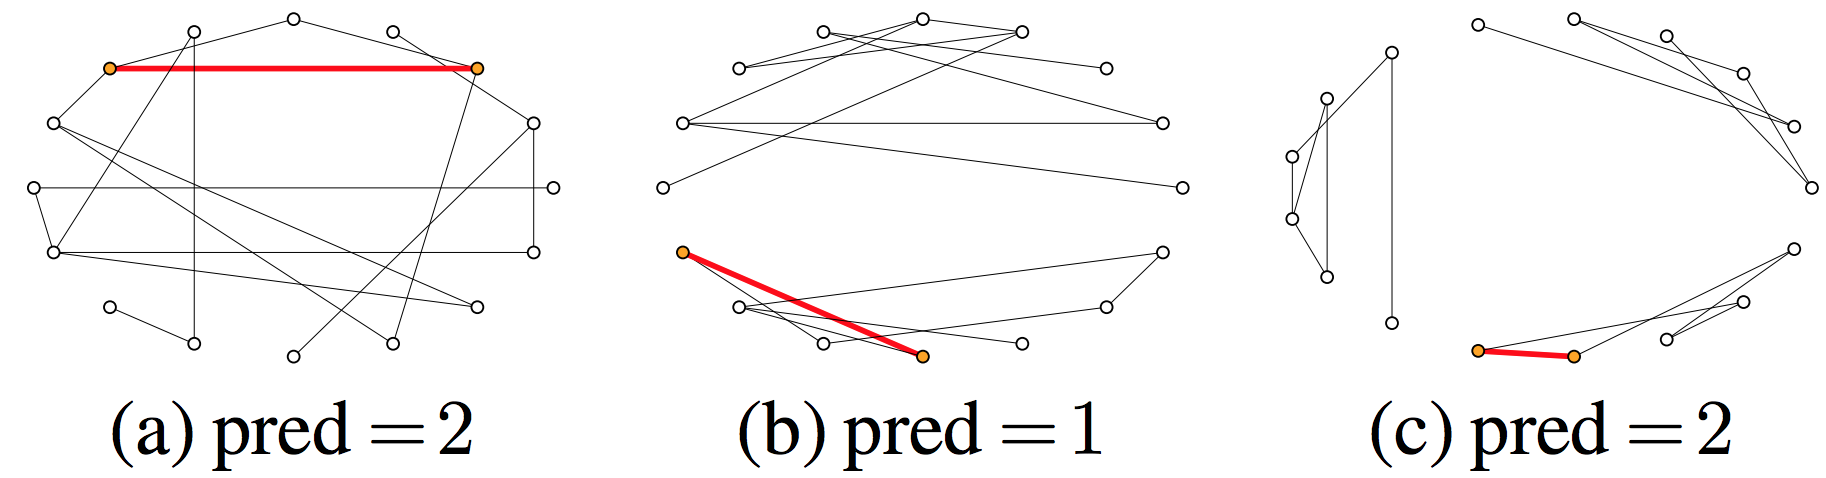 (a) pred = 2 (b) pred = 1 (c) pred = 2